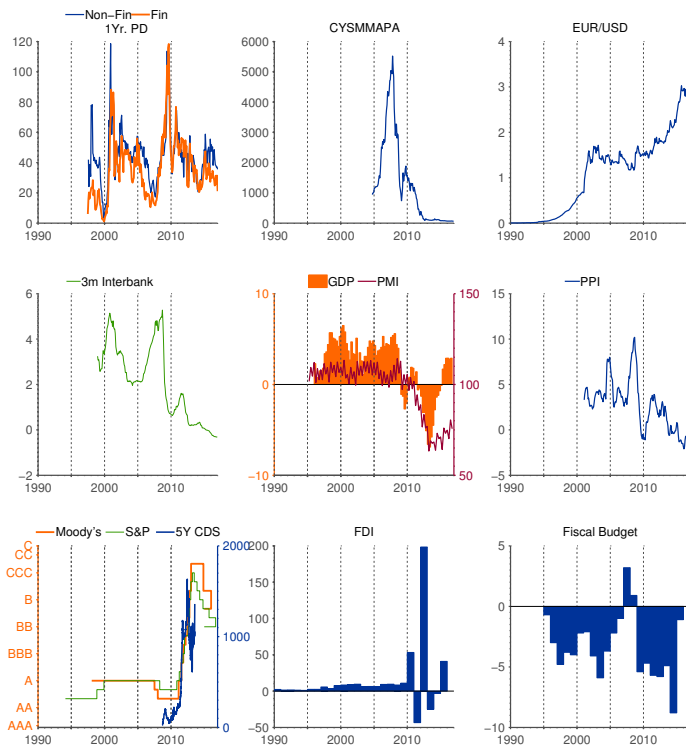 Non−Fin Fin
1Yr. PD
CYSMMAPA
EUR/USD
120
100
80
60
40
20
0
1990 2000 2010
6000
5000
4000
3000
2000
1000
0
1990 2000 2010
4
3
2
1
0
1990 2000 2010
3m Interbank
GDP PMI
PPI
6
4
2
0
−2
1990 2000 2010
10
0
−10
150
100
50
1990 2000 2010
15
10
5
0
−5
1990 2000 2010
Moody's S&P 5Y CDS
FDI
Fiscal Budget
C
CC
CCC
B
BB
BBB
A
AA
AAA
2000
1000
0
1990 2000 2010
200
150
100
50
0
−50
1990 2000 2010
5
0
−5
−10
1990 2000 2010